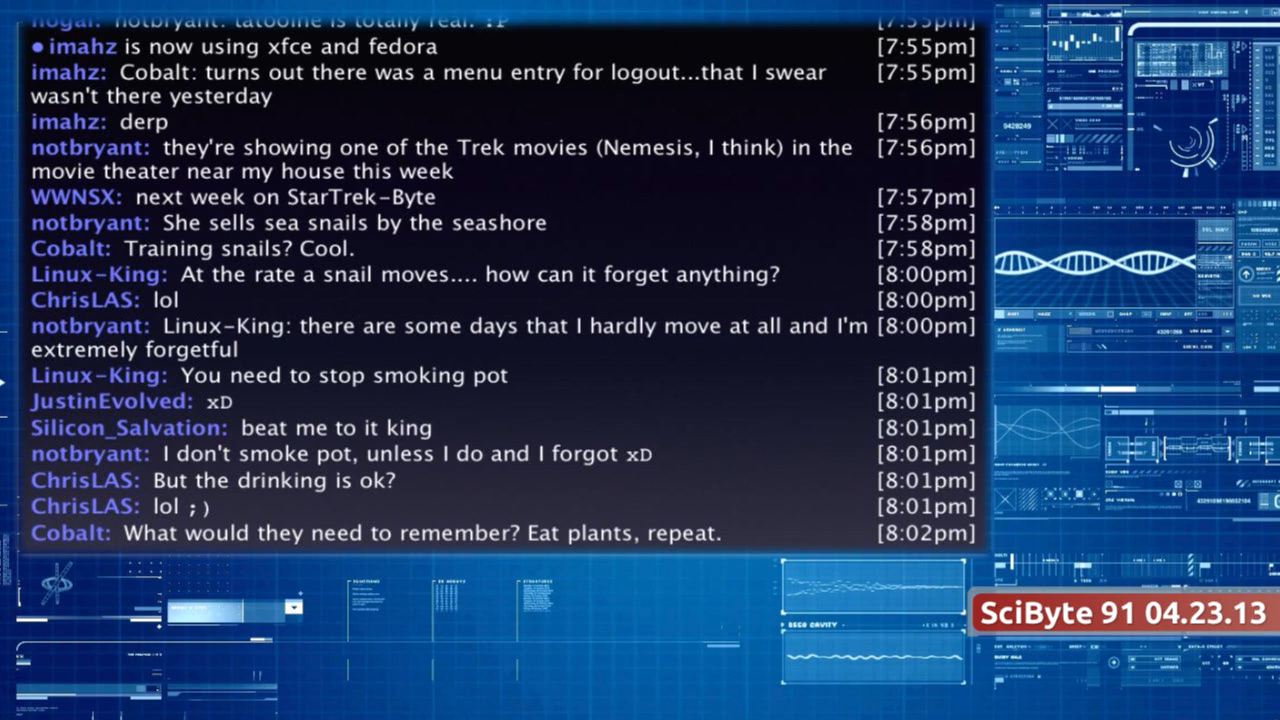 nogal: notbryant: tatooine is totally real. :P [7:55pm]
• imahz is now using xfce and fedora [7:55pm]
imahz: Cobalt: turns out there was a menu entry for logout...that I swear [7:55pm]
wasn't there yesterday
imahz: derp [7:56pm]
notbryant: they're showing one of the Trek movies (Nemesis, I think) in the [7:56pm]
movie theater near my house this week
WWNSX: next week on StarTrek-Byte [7:57pm]
notbryant: She sells sea snails by the seashore [7:58pm]
Cobalt: Training snails? Cool. [7:58pm]
Linux-King: At the rate a snail moves.... how can it forget anything? [8:00pm]
ChrisLAS: lol [8:00pm]
notbryant: Linux-King: there are some days that I hardly move at all and I'm [8:00pm]
extremely forgetful
Linux-King: You need to stop smoking pot [8:01pm]
JustinEvolved: xD [8:01pm]
Silicon_Salvation: beat me to it king [8:01pm]
notbryant: I don't smoke pot, unless I do and I forgot xD [8:01pm]
ChrisLAS: But the drinking is ok? [8:01pm]
ChrisLAS: lol ;) [8:01pm]
Cobalt: What would they need to remember? Eat plants, repeat. [8:02pm]
9428249
SciByte 91 04.23.13